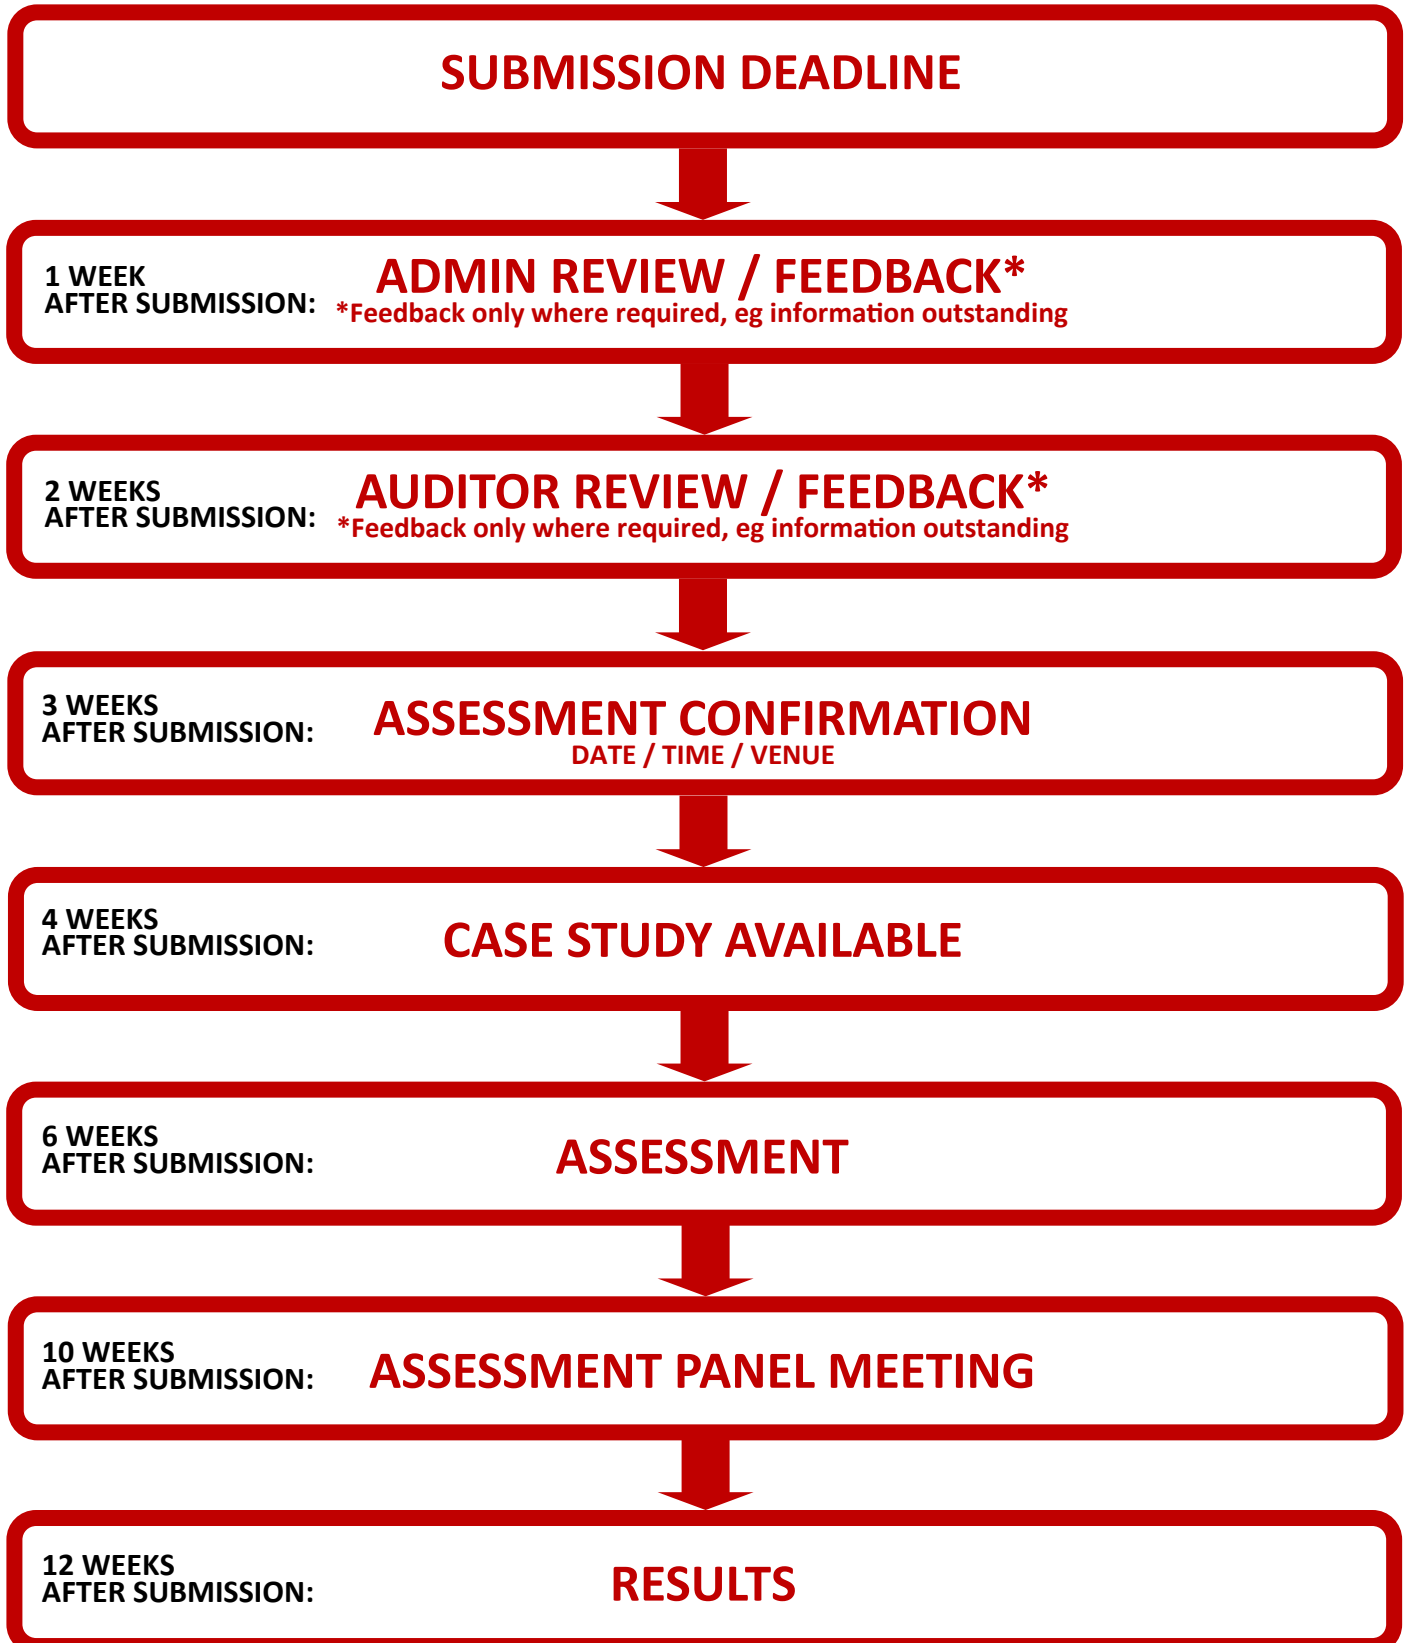 SUBMISSION DEADLINE
1 WEEK
AFTER SUBMISSION:
ADMIN REVIEW / FEEDBACK*
*Feedback only where required, eg information outstanding
2 WEEKS
AFTER SUBMISSION:
AUDITOR REVIEW / FEEDBACK*
*Feedback only where required, eg information outstanding
3 WEEKS
AFTER SUBMISSION:
ASSESSMENT CONFIRMATION
DATE / TIME / VENUE
4 WEEKS
AFTER SUBMISSION:
CASE STUDY AVAILABLE
6 WEEKS
AFTER SUBMISSION:
ASSESSMENT
10 WEEKS
AFTER SUBMISSION:
ASSESSMENT PANEL MEETING
12 WEEKS
AFTER SUBMISSION:
RESULTS